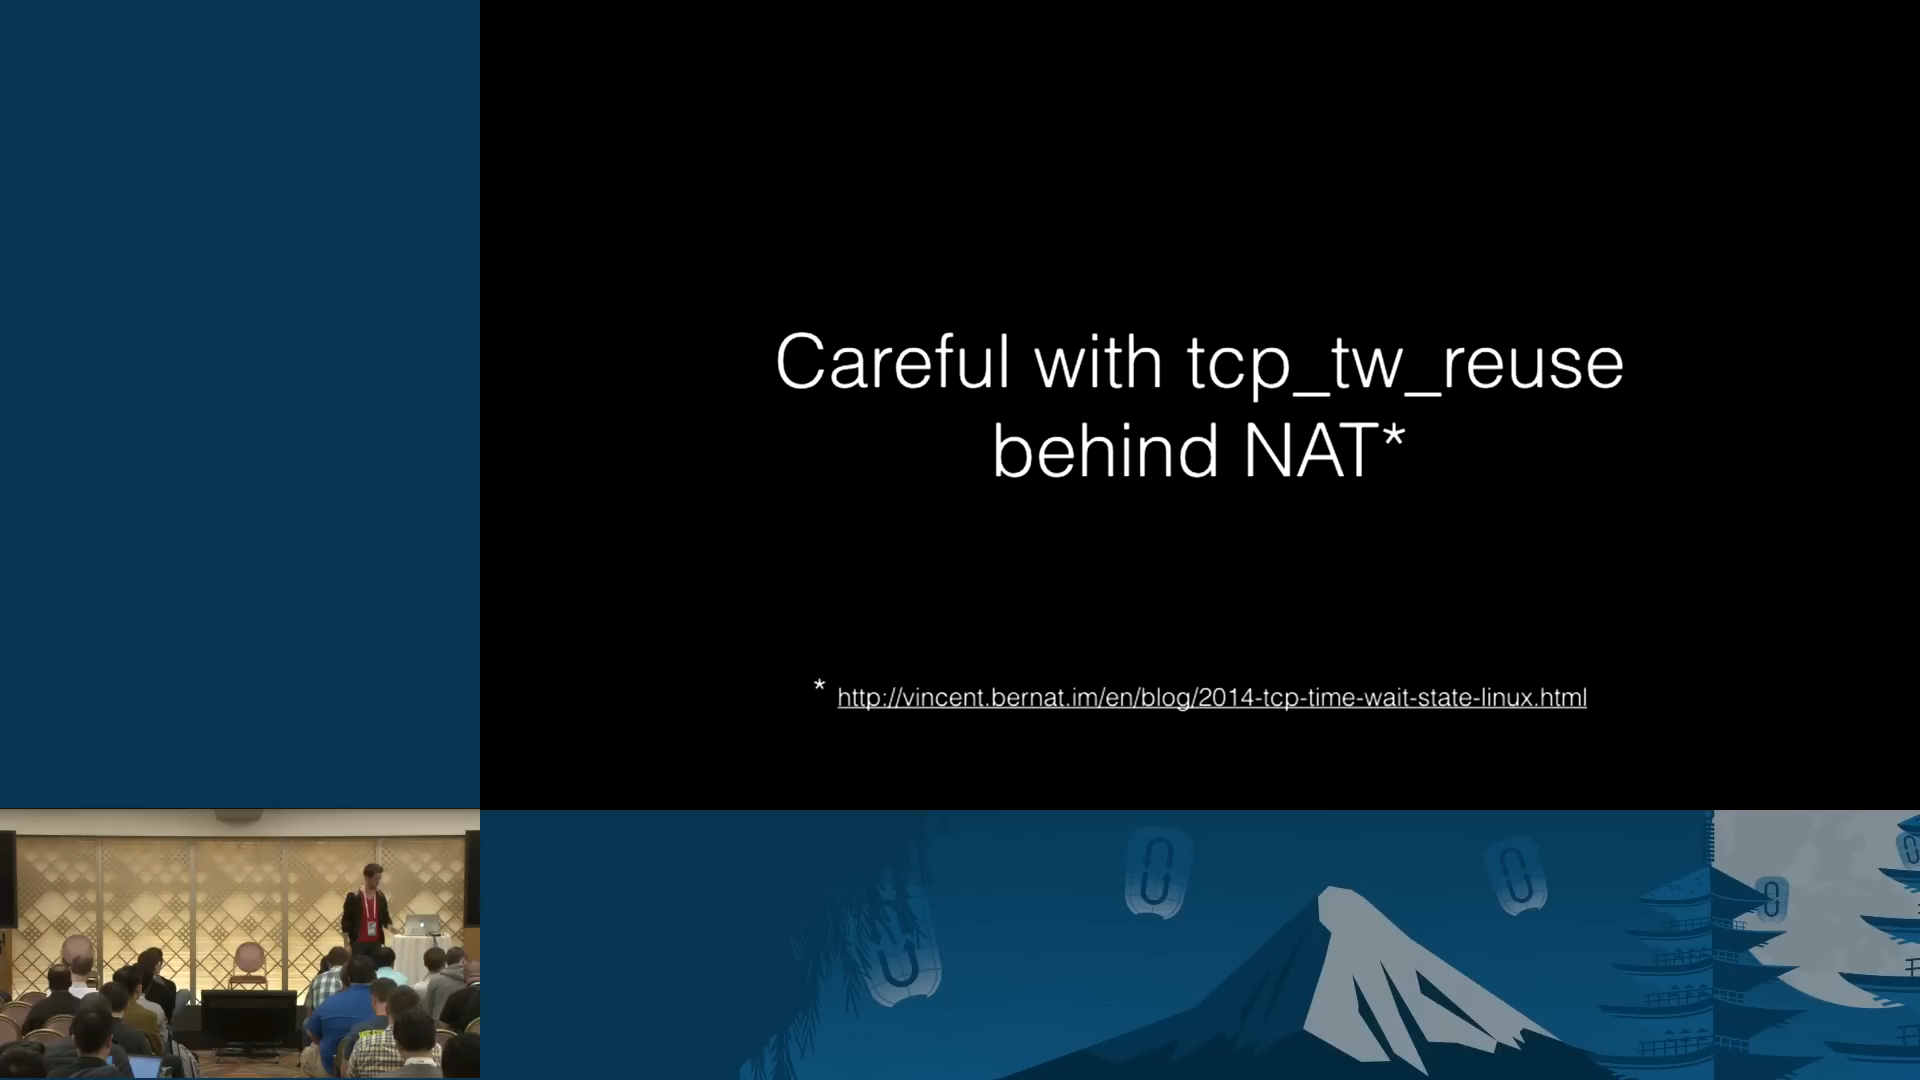 Careful with tcp_tw_reuse
behind NAT*
* http://vincent.bernat.im/en/blog/2014-tcp-time-wait-state-linux.html